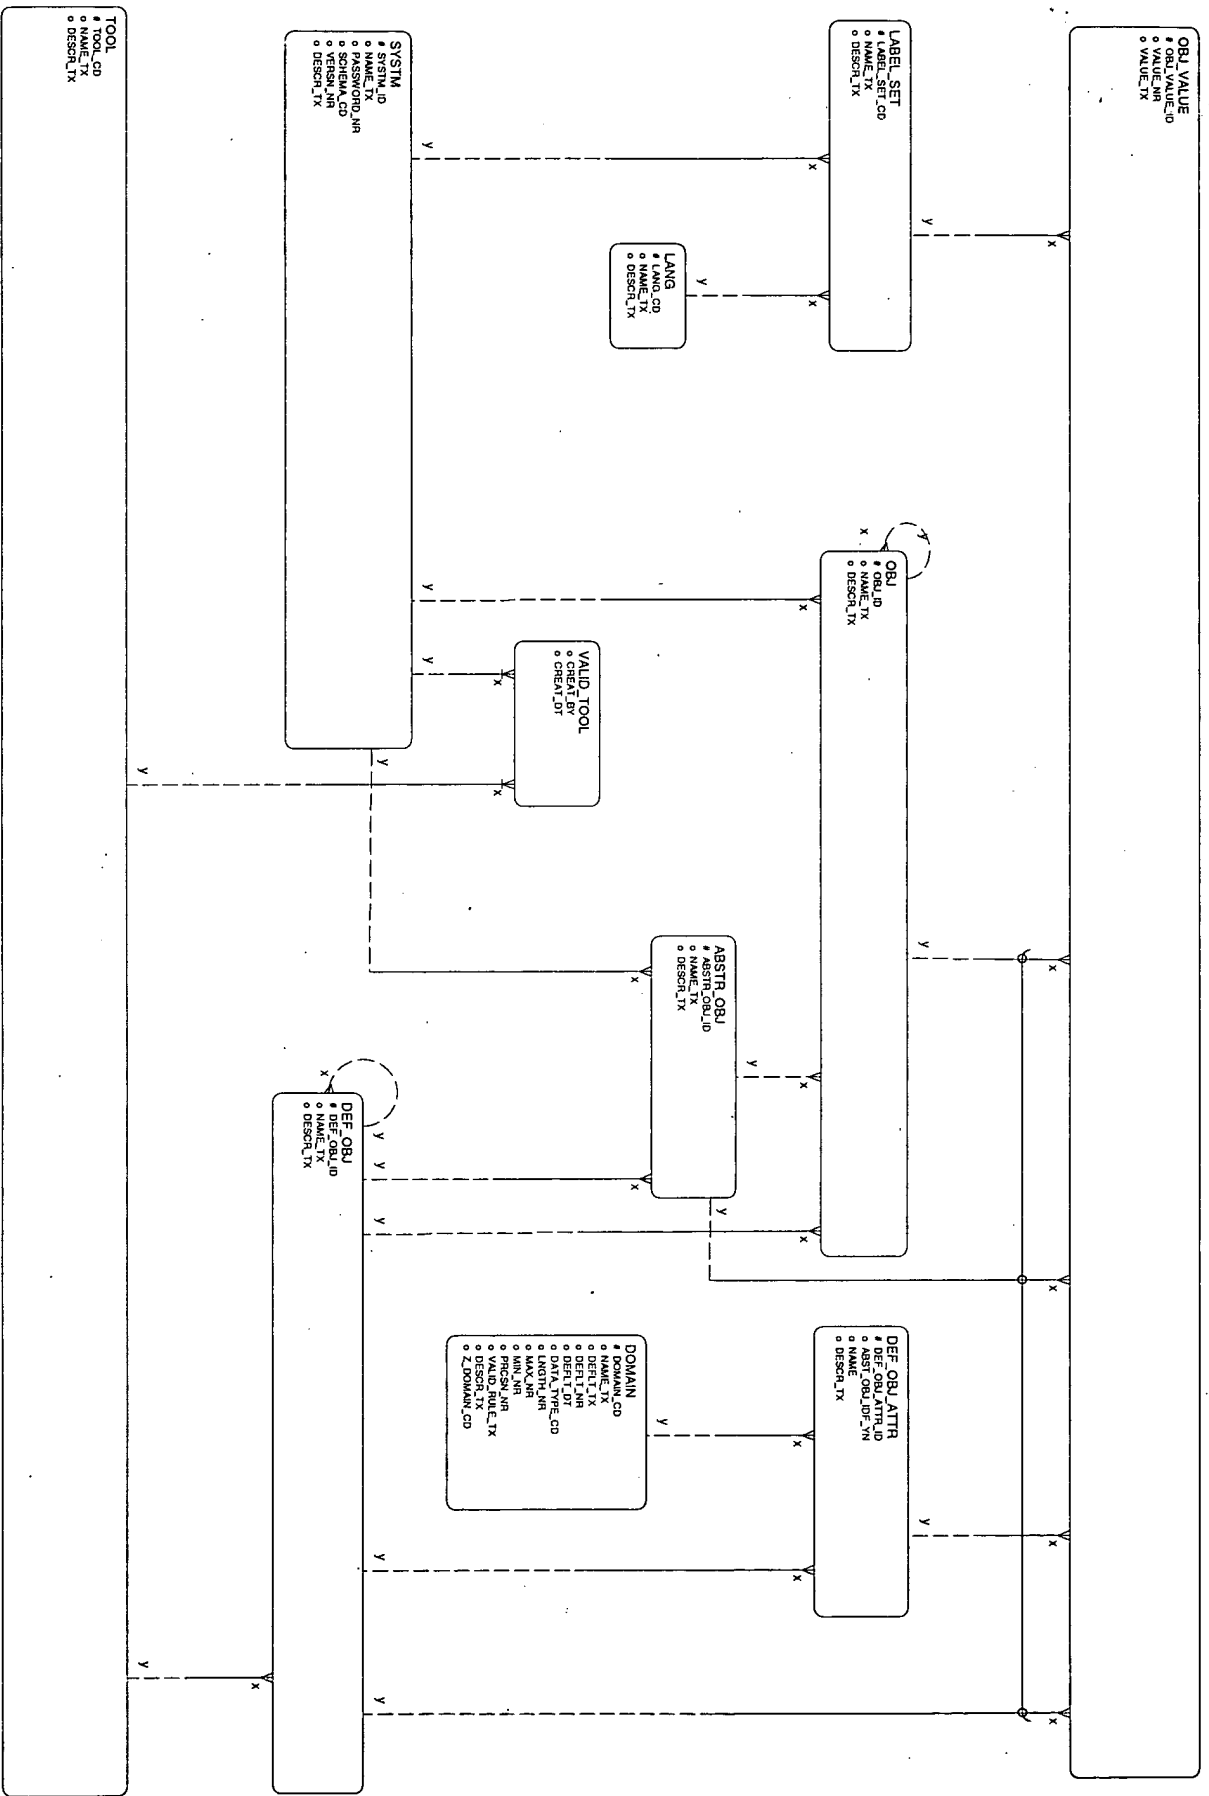 OBJ_VALUE
# OBJ_VALUE_ID
o VALUE_NR
o VALUE_TX
x
y
x
x
y
x
x
y
x
LABEL_SET
# LABEL_SET_CD
o NAME_TX
o DESCR_TX
x
x
y
OBJ
# OBJ_ID
o NAME_TX
o DESCR_TX
y
x
x
x
x
DEF_OBJ_ATTR
# DEF_OBJ_ATTR_ID
o ABST_OBJ_IDF_YN
o NAME
o DESCR_TX
x
x
ABSTR_OBJ
# ABSTR_OBJ_ID
o NAME_TX
o DESCR_TX
y
y
x
x
LANG
# LANG_CD
o NAME_TX
o DESCR_TX
y
DOMAIN
# DOMAIN_CD
o NAME_TX
o DEFLT_TX
o DEFLT_NR
o DEFLT_DT
o DATA_TYPE_CD
o LNGTH_NR
o MAX_NR
o MIN_NR
o PRCSN_NR
o VALID_RULE_TX
o DESCR_TX
o Z_DOMAIN_CD
VALID_TOOL
o CREAT_BY
o CREAT_DT
x
x
SYSTM
# SYSTM_ID
o NAME_TX
o PASSWORD_NR
o SCHEMA_CD
o VERSN_NR
o DESCR_TX
y
y
y
y
DEF_OBJ
# DEF_OBJ_ID
o NAME_TX
o DESCR_TX
x
y
y
y
y
y
x
TOOL
# TOOL_CD
o NAME_TX
o DESCR_TX
y
y